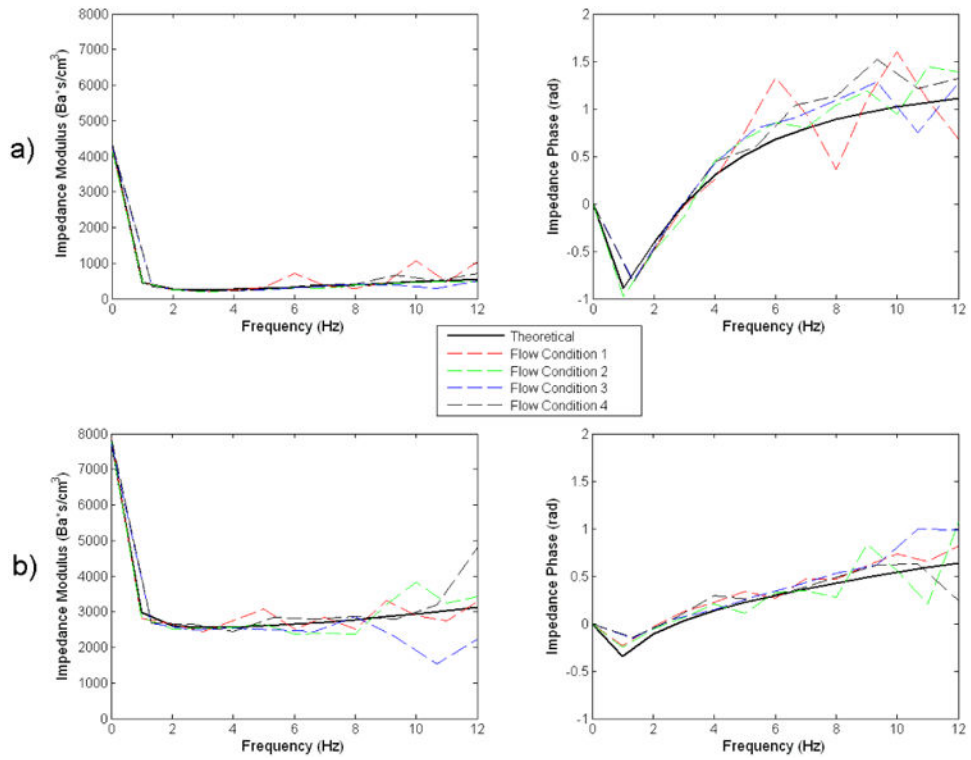 a)
Impedance Modulus (Ba*s/cm³)
8000
7000
6000
5000
4000
3000
2000
1000
0
0 2 4 6 8 10 12
Frequency (Hz)
Impedance Phase (rad)
2
1.5
1
0.5
0
-0.5
-1
0 2 4 6 8 10 12
Frequency (Hz)
Theoretical
Flow Condition 1
Flow Condition 2
Flow Condition 3
Flow Condition 4
b)
Impedance Modulus (Ba*s/cm³)
8000
7000
6000
5000
4000
3000
2000
1000
0
0 2 4 6 8 10 12
Frequency (Hz)
Impedance Phase (rad)
2
1.5
1
0.5
0
-0.5
-1
0 2 4 6 8 10 12
Frequency (Hz)